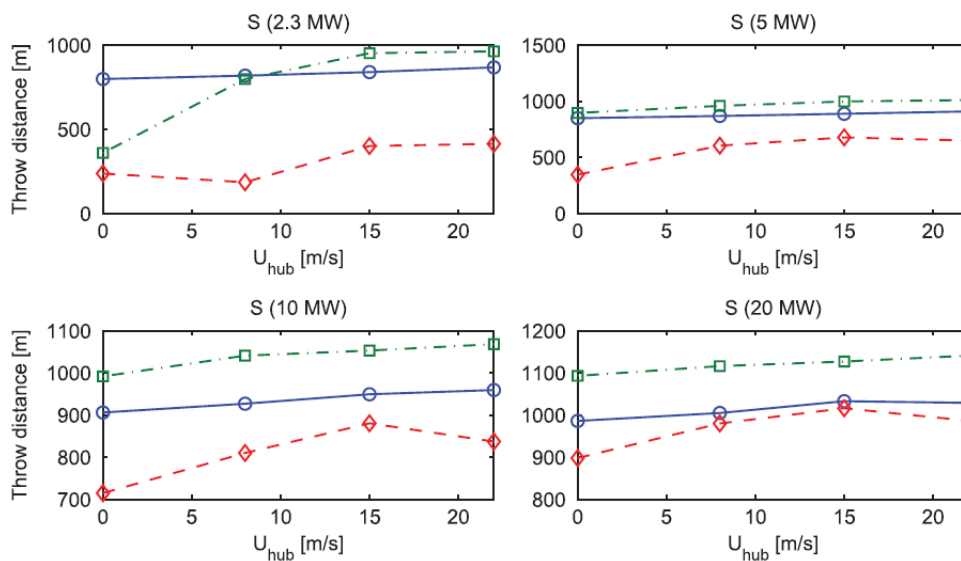 S (2.3 MW)
Throw distance [m]
1000
500
0
0 5 10 15 20
U_hub [m/s]
S (5 MW)
1500
1000
500
0
0 5 10 15 20
U_hub [m/s]
S (10 MW)
Throw distance [m]
1100
1000
900
800
700
0 5 10 15 20
U_hub [m/s]
S (20 MW)
1200
1100
1000
900
800
0 5 10 15 20
U_hub [m/s]